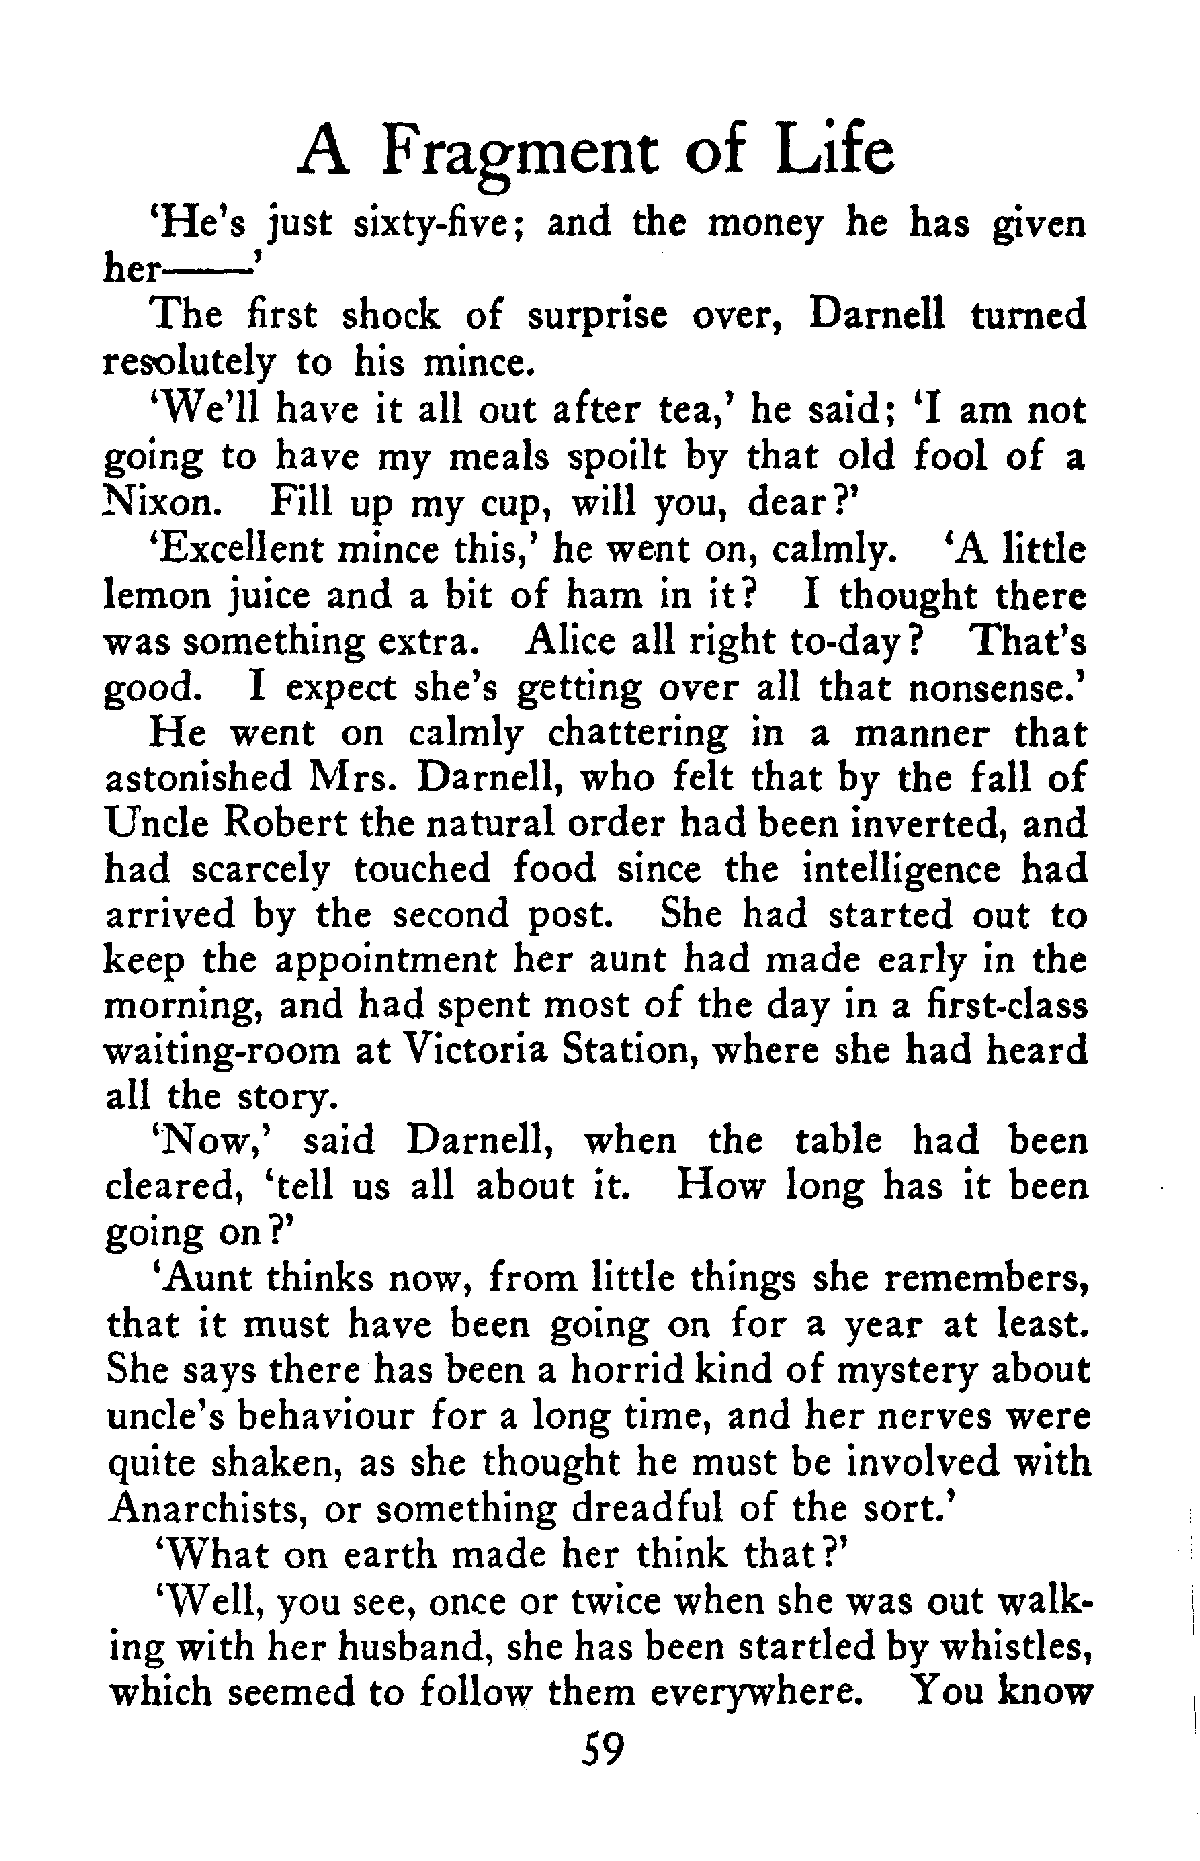 A Fragment of Life
‘He’s just sixty-five; and the money he has given
her——’
The first shock of surprise over, Darnell turned
resolutely to his mince.
‘We’ll have it all out after tea,’ he said; ‘I am not
going to have my meals spoilt by that old fool of a
Nixon. Fill up my cup, will you, dear?’
‘Excellent mince this,’ he went on, calmly. ‘A little
lemon juice and a bit of ham in it? I thought there
was something extra. Alice all right to-day? That’s
good. I expect she’s getting over all that nonsense.’
He went on calmly chattering in a manner that
astonished Mrs. Darnell, who felt that by the fall of
Uncle Robert the natural order had been inverted, and
had scarcely touched food since the intelligence had
arrived by the second post. She had started out to
keep the appointment her aunt had made early in the
morning, and had spent most of the day in a first-class
waiting-room at Victoria Station, where she had heard
all the story.
‘Now,’ said Darnell, when the table had been
cleared, ‘tell us all about it. How long has it been
going on?’
‘Aunt thinks now, from little things she remembers,
that it must have been going on for a year at least.
She says there has been a horrid kind of mystery about
uncle’s behaviour for a long time, and her nerves were
quite shaken, as she thought he must be involved with
Anarchists, or something dreadful of the sort.’
‘What on earth made her think that?’
‘Well, you see, once or twice when she was out walk-
ing with her husband, she has been startled by whistles,
which seemed to follow them everywhere. You know
59